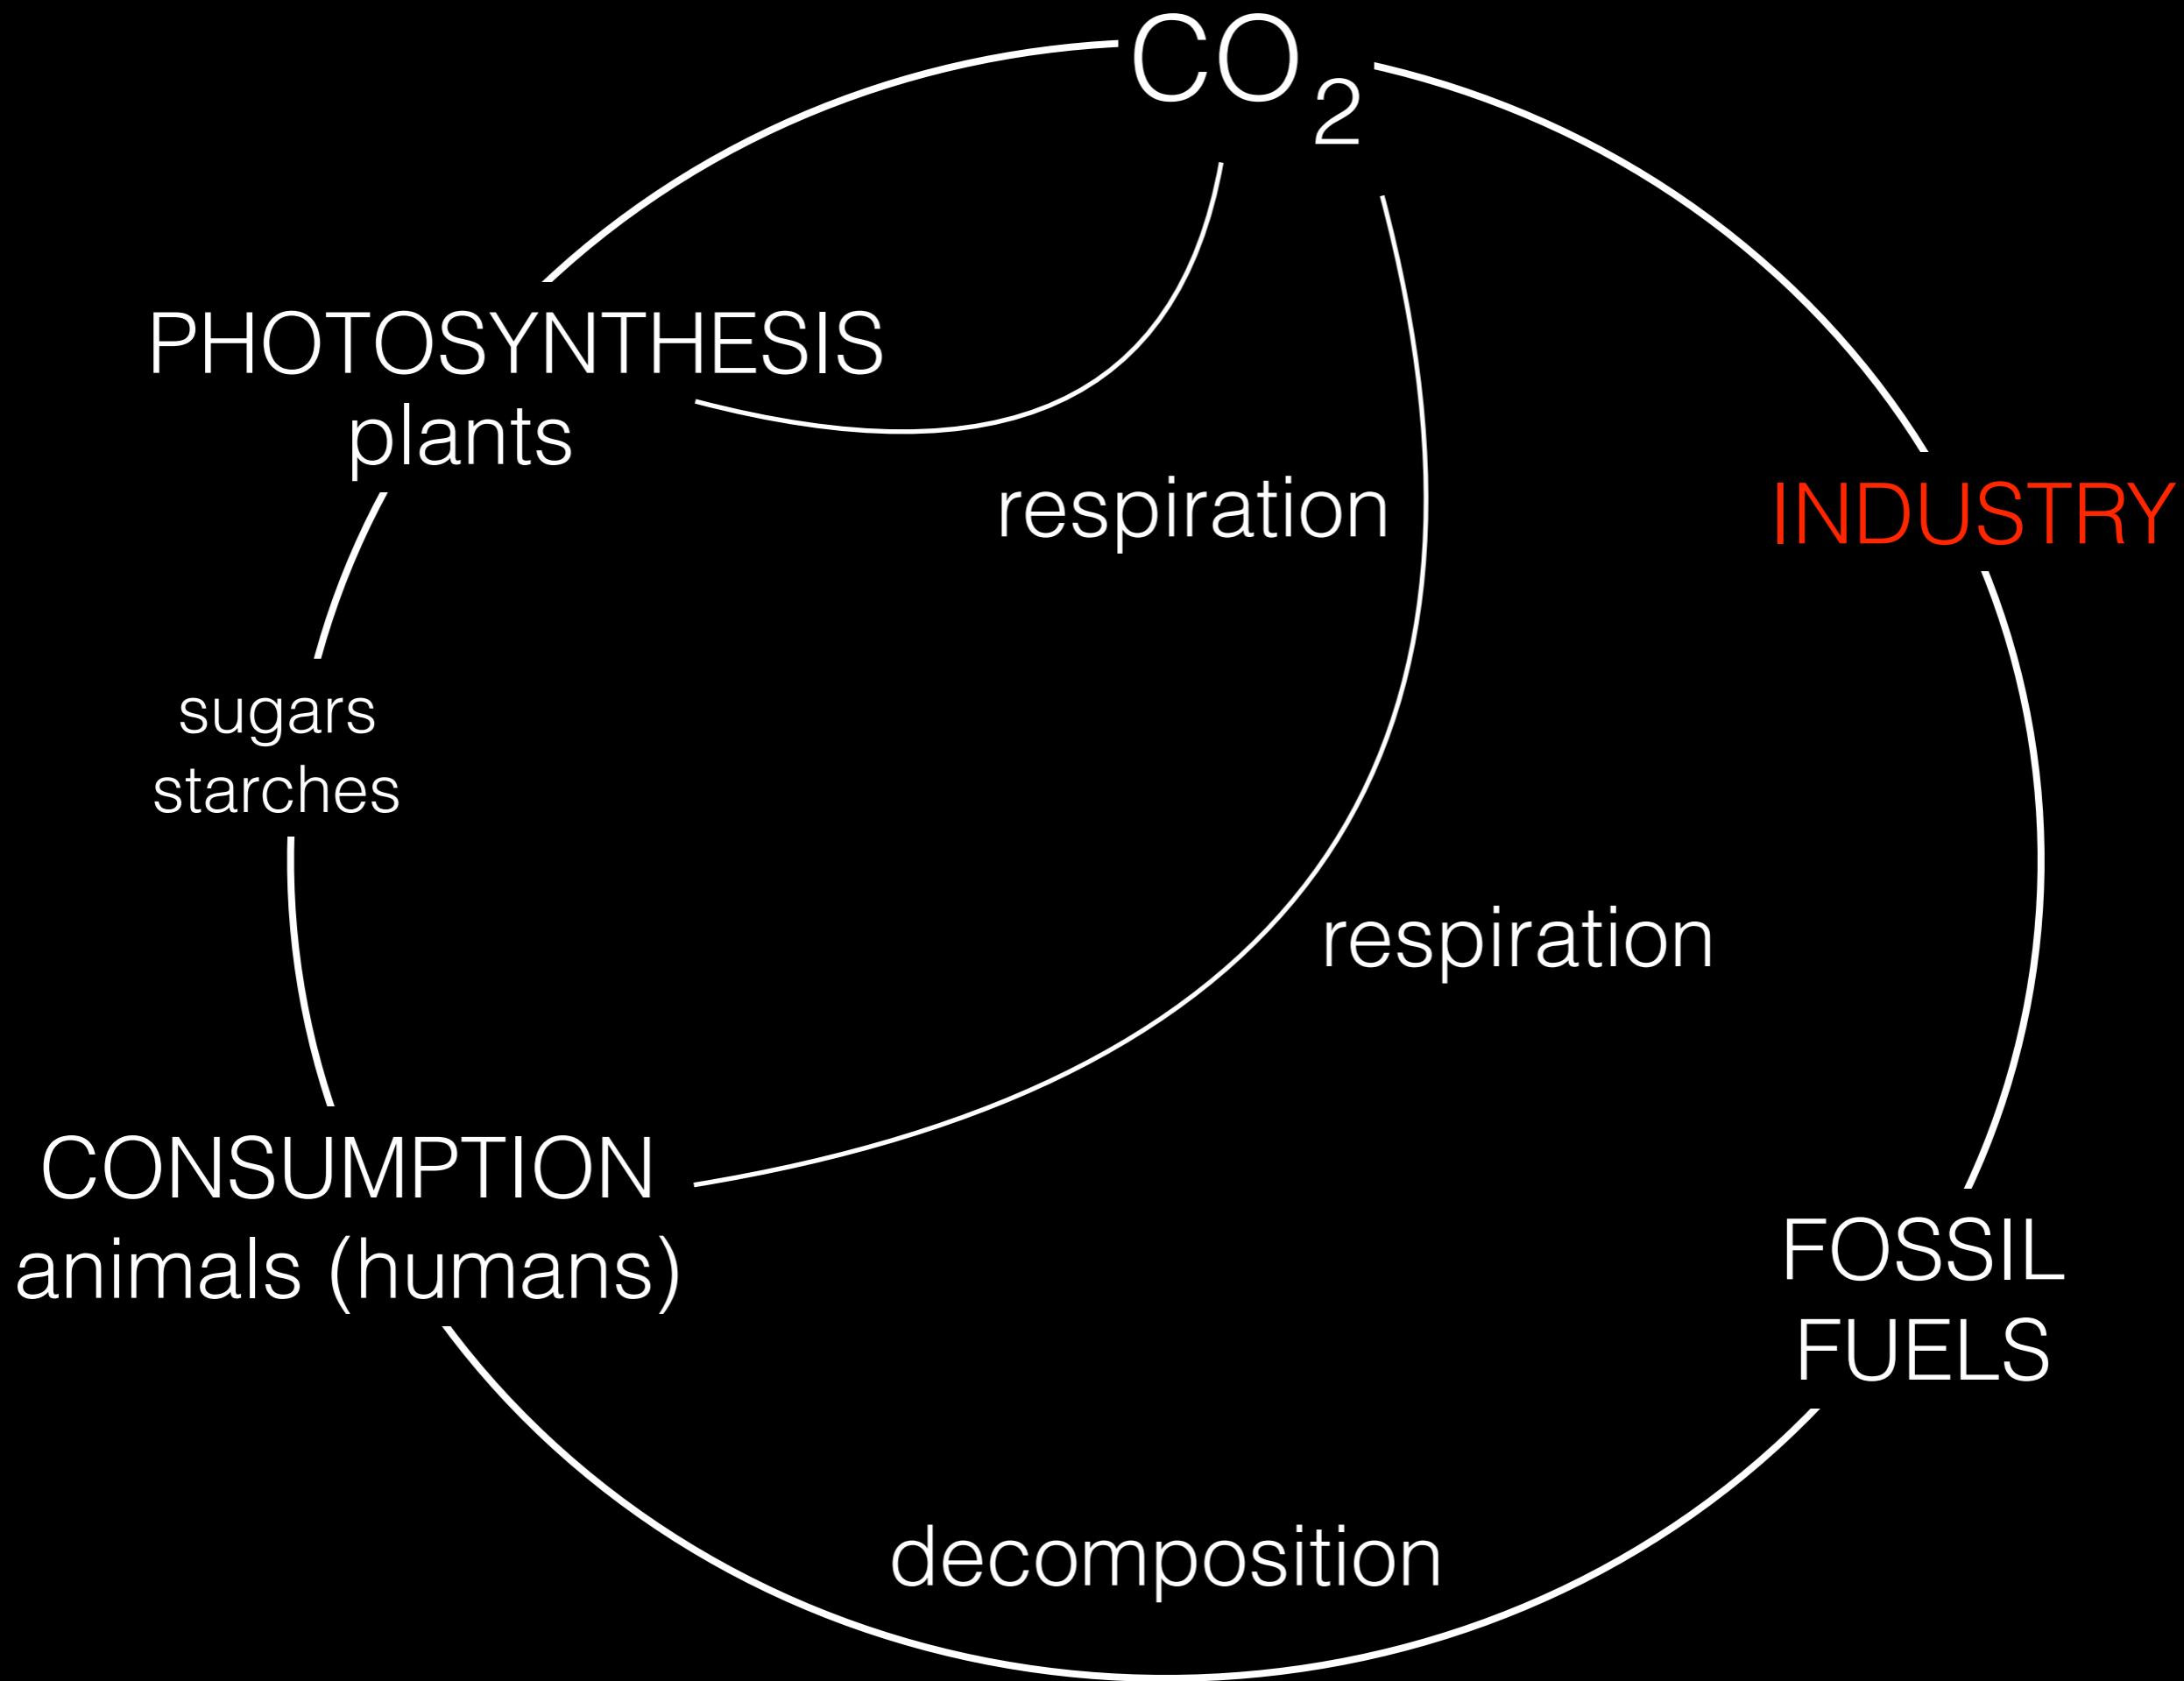 CO2
PHOTOSYNTHESIS
plants
respiration
INDUSTRY
sugars
starches
respiration
CONSUMPTION
animals (humans)
FOSSIL
FUELS
decomposition